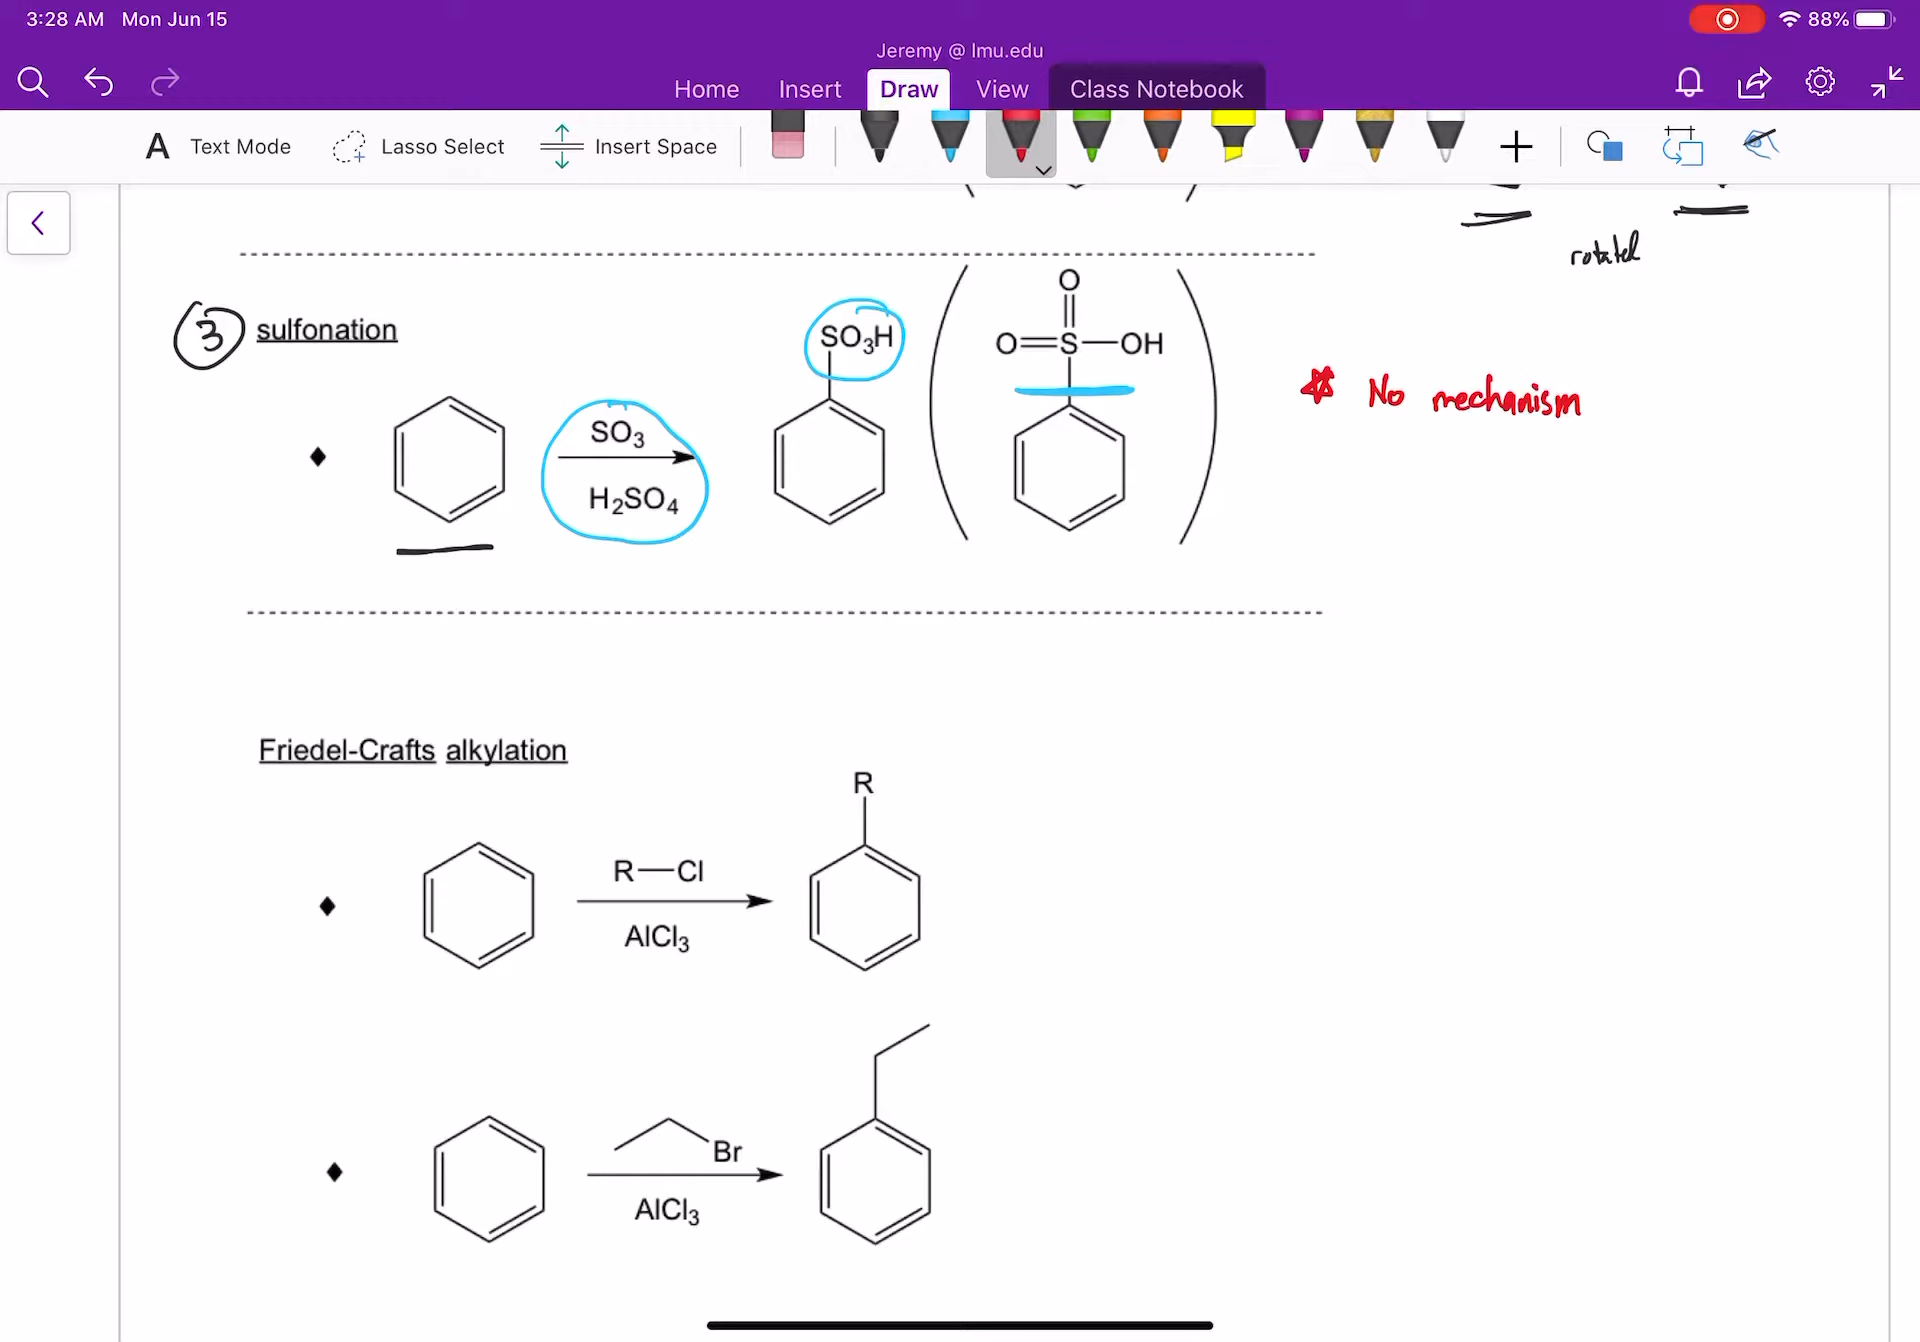 3:28 AM Mon Jun 15
88%
Jeremy @ lmu.edu
Home Insert Draw View Class Notebook
A Text Mode Lasso Select Insert Space
rotated
3 sulfonation
SO₃
H₂SO₄
SO₃H
O
O=S—OH
No mechanism
Friedel-Crafts alkylation
R—Cl
AlCl₃
R
Br
AlCl₃